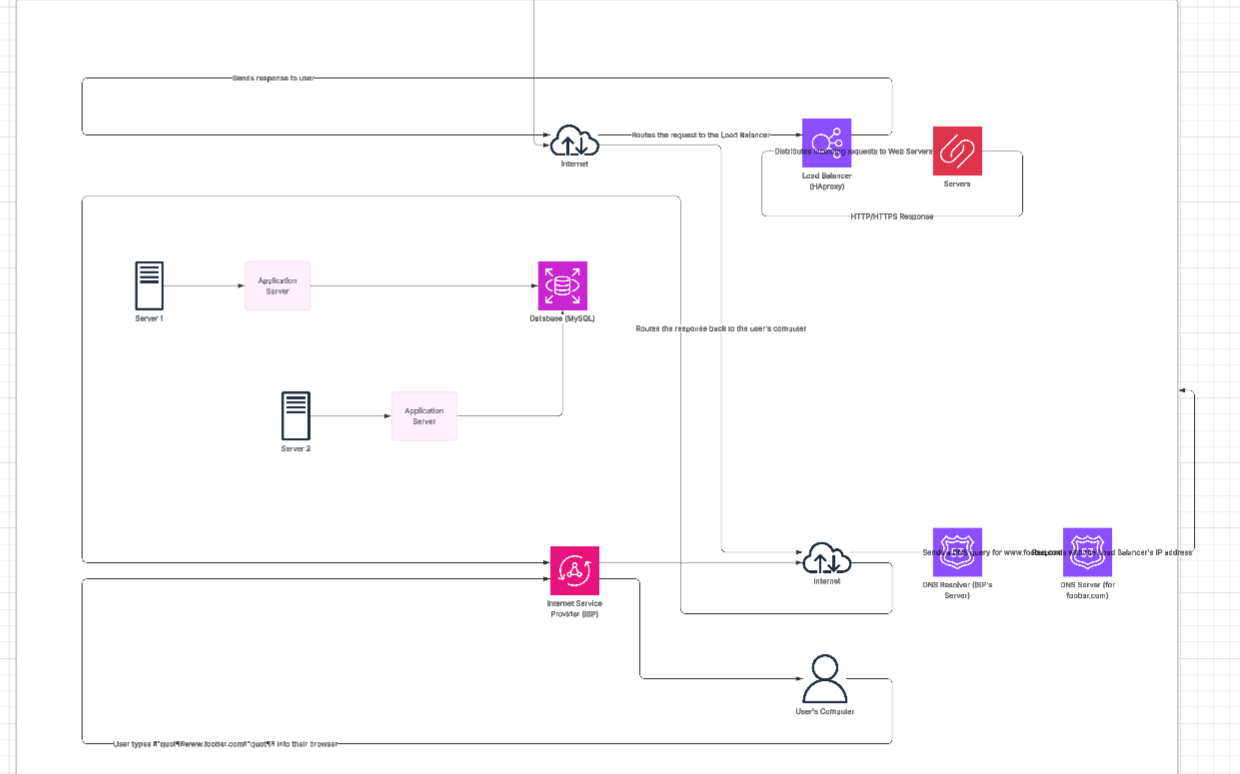 Sends response to user
Routes the request to the Load Balancer
Internet
Distributes incoming requests to Web Servers
Load Balancer
(HAproxy)
Servers
HTTP/HTTPS Response
Application
Server
Server 1
Database (MySQL)
Routes the response back to the user's computer
Application
Server
Server 2
Sends a DNS query for www.foobar.com
Responds with the Load Balancer's IP address
Internet
DNS Resolver (ISP's
Server)
DNS Server (for
foobar.com)
Internet Service
Provider (ISP)
User's Computer
User types #"quot¶#www.foobar.com#"quot¶# into their browser